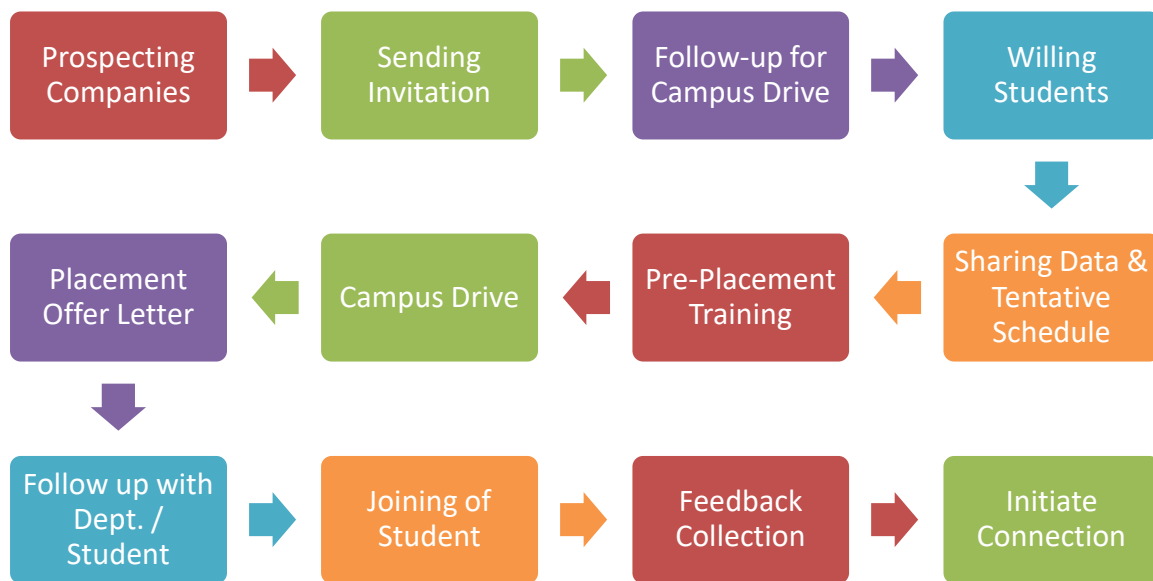 Prospecting
Companies
Sending
Invitation
Follow-up for
Campus Drive
Willing
Students
Sharing Data &
Tentative
Schedule
Pre-Placement
Training
Campus Drive
Placement
Offer Letter
Follow up with
Dept. /
Student
Joining of
Student
Feedback
Collection
Initiate
Connection